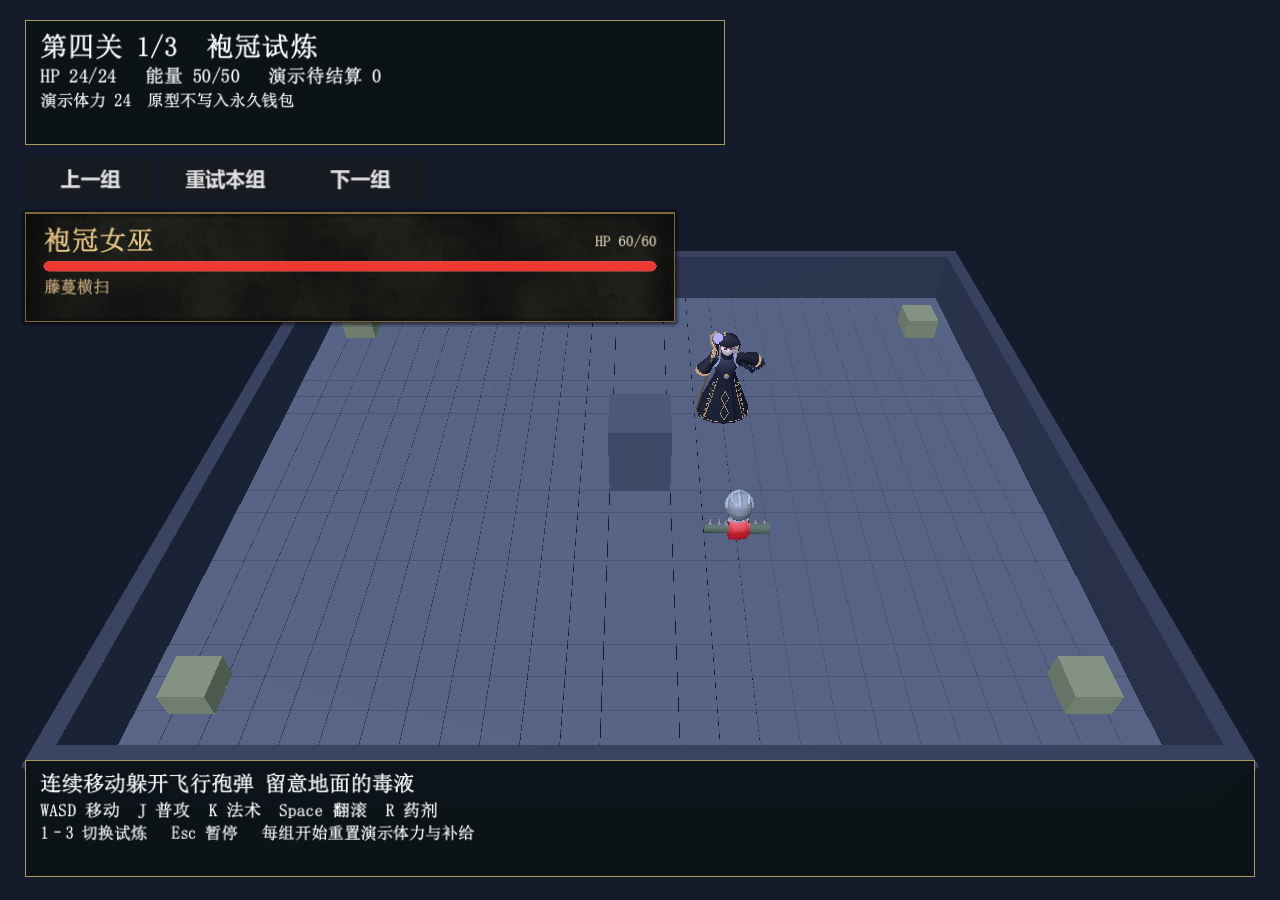 第四关 1/3 袍冠试炼
HP 24/24 能量 50/50 演示待结算 0
演示体力 24 原型不写入永久钱包
上一组 重试本组 下一组
袍冠女巫 HP 60/60
藤蔓横扫
连续移动躲开飞行孢弹 留意地面的毒液
WASD 移动 J 普攻 K 法术 Space 翻滚 R 药剂
1-3 切换试炼 Esc 暂停 每组开始重置演示体力与补给